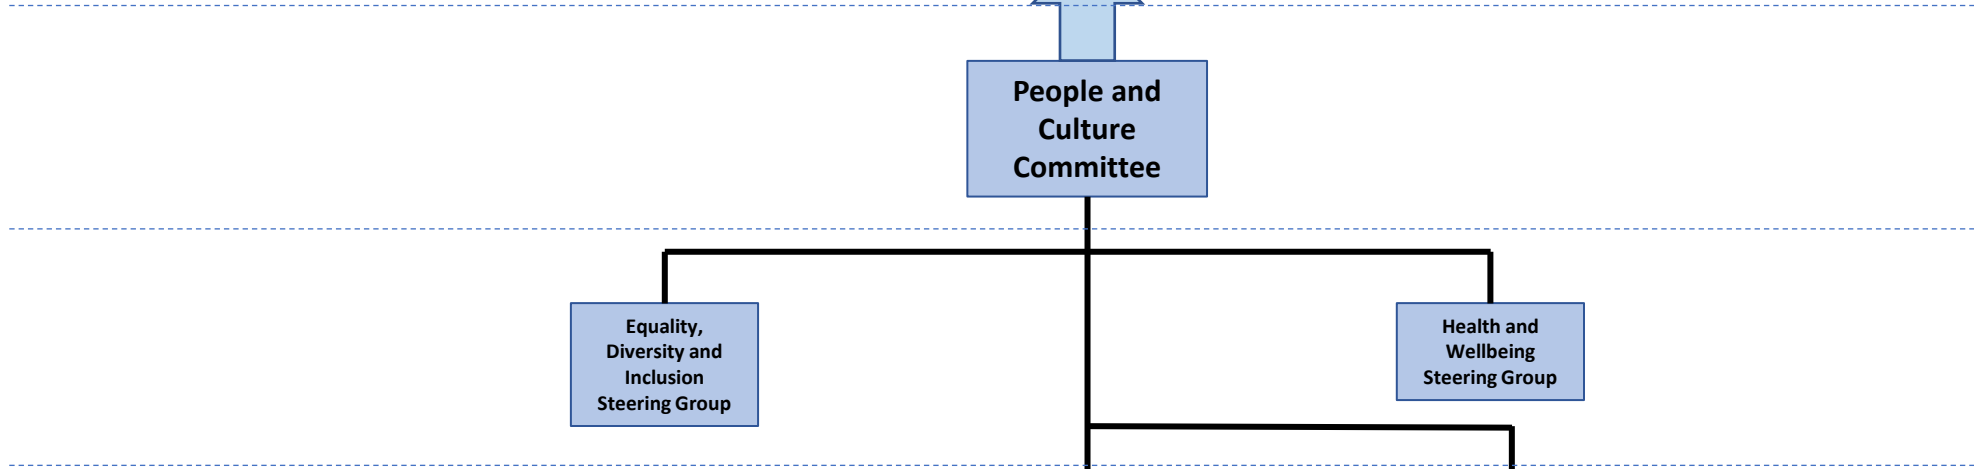 People and
Culture
Committee
Equality,
Diversity and
Inclusion
Steering Group
Health and
Wellbeing
Steering Group